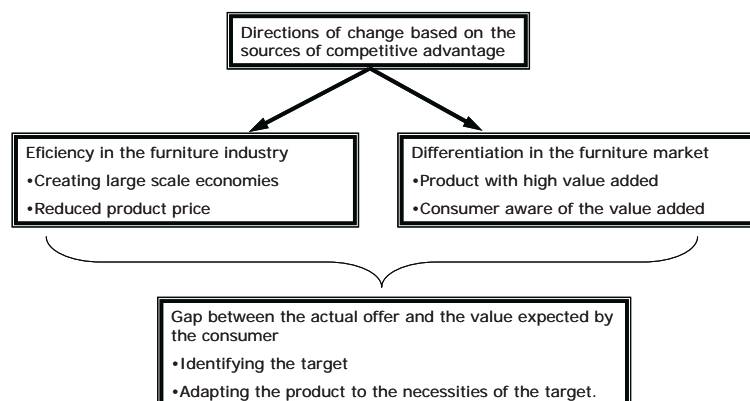 Directions of change based on the
sources of competitive advantage
Eficiency in the furniture industry
•Creating large scale economies
•Reduced product price
Differentiation in the furniture market
•Product with high value added
•Consumer aware of the value added
Gap between the actual offer and the value expected by
the consumer
•Identifying the target
•Adapting the product to the necessities of the target.